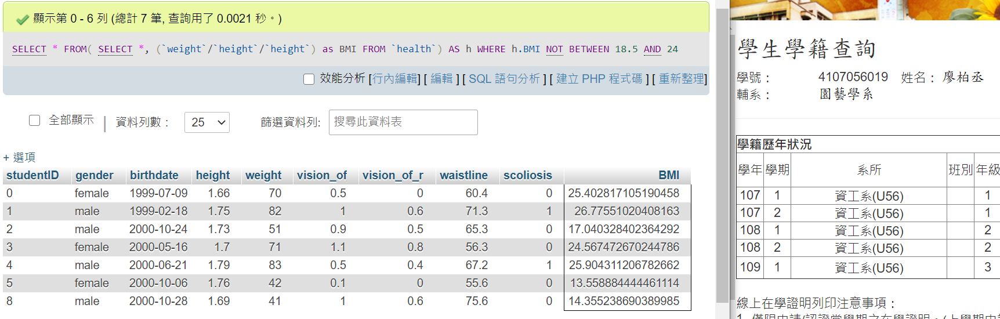 顯示第 0 - 6 列 (總計 7 筆, 查詢用了 0.0021 秒。)
SELECT * FROM( SELECT *, (`weight`/`height`/`height`) as BMI FROM `health`) AS h WHERE h.BMI NOT BETWEEN 18.5 AND 24
效能分析 [行內編輯] [ 編輯 ] [ SQL 語句分析 ] [ 建立 PHP 程式碼 ] [ 重新整理]
全部顯示 | 資料列數： 25 篩選資料列: 搜尋此資料表
+ 選項
studentID gender birthdate height weight vision_of vision_of_r waistline scoliosis BMI
0 female 1999-07-09 1.66 70 0.5 0 60.4 0 25.402817105190458
1 male 1999-02-18 1.75 82 1 0.6 71.3 1 26.77551020408163
2 male 2000-10-24 1.73 51 0.9 0.5 65.3 0 17.040328402364292
3 female 2000-05-16 1.7 71 1.1 0.8 56.3 0 24.567472670244786
4 male 2000-06-21 1.79 83 0.5 0.4 67.2 1 25.904311206782662
5 female 2000-10-06 1.76 42 0.1 0 55.6 0 13.558884444461114
8 male 2000-10-28 1.69 41 1 0.6 75.6 0 14.355238690389985
學生學籍查詢
學號： 4107056019 姓名： 廖柏丞
輔系： 園藝學系
學籍歷年狀況
學年 學期 系所 班別 年級
107 1 資工系(U56) 1
107 2 資工系(U56) 1
108 1 資工系(U56) 2
108 2 資工系(U56) 2
109 1 資工系(U56) 3
線上在學證明列印注意事項：